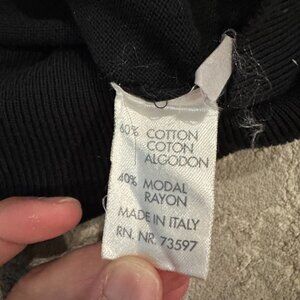 60% COTTON
COTON
ALGODON
40% MODAL
RAYON
MADE IN ITALY
RN. NR. 73597